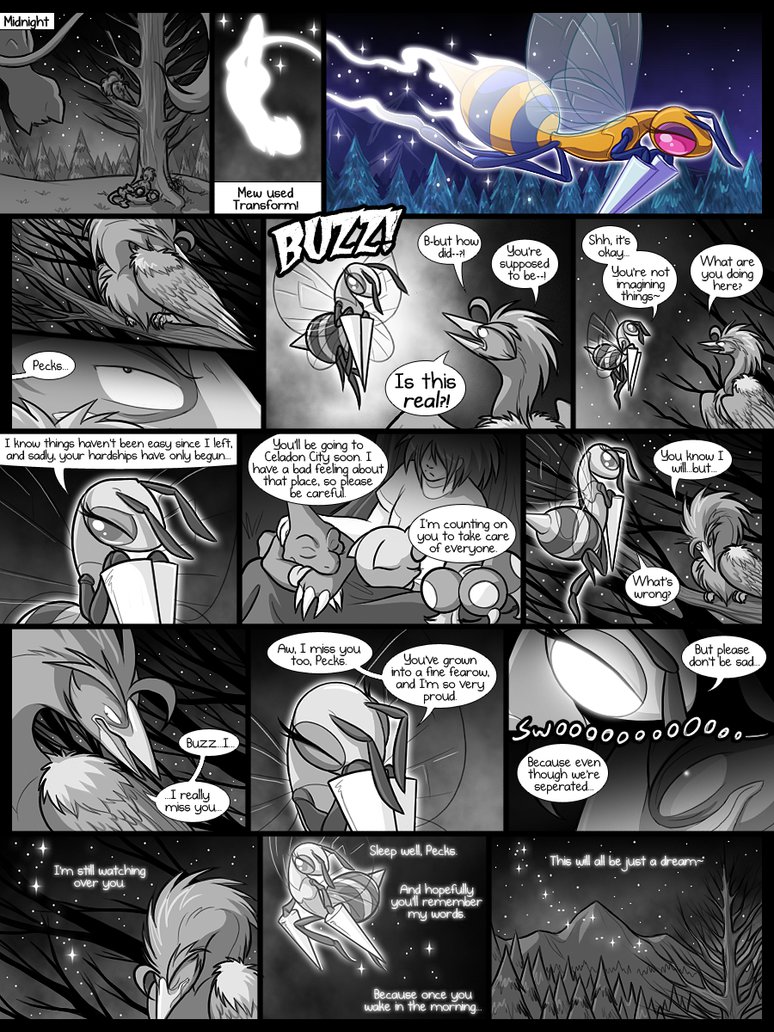 Midnight
Mew used
Transform!
Pecks...
BUZZ!
B-but how
did--?!
You're
supposed
to be--!
Is this
real?!
Shh, it's
okay...
You're not
imagining
things~
What are
you doing
here?
I know things haven't been easy since I left,
and sadly, your hardships have only begun...
You'll be going to
Celadon City soon. I
have a bad feeling about
that place, so please
be careful.
I'm counting on
you to take care
of everyone.
You know I
will...but...
What's
wrong?
Buzz...I...
...I really
miss you...
Aw, I miss you
too, Pecks.
You've grown
into a fine fearow,
and I'm so very
proud.
But please
don't be sad...
SWOOOOOOOOOoo...
Because even
though we're
seperated...
I'm still watching
over you.
Sleep well, Pecks.
And hopefully
you'll remember
my words.
Because once you
wake in the morning...
This will all be just a dream~